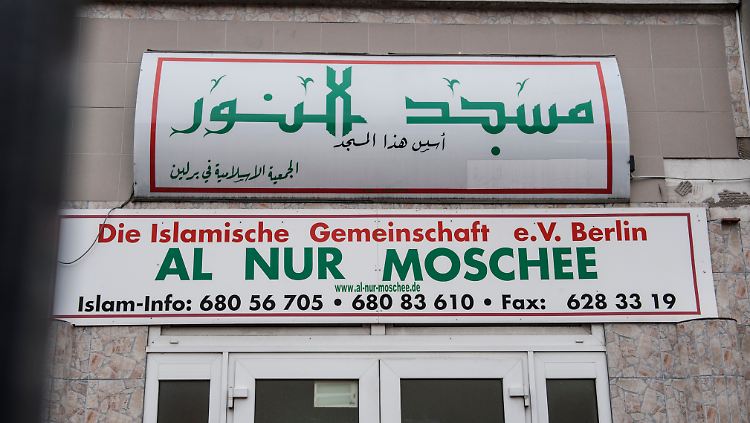 مسجد النور
أسس هذا المسجد
الجمعية الاسلامية في برلين
Die Islamische Gemeinschaft e.V. Berlin
AL NUR MOSCHEE
www.al-nur-moschee.de
Islam-Info: 680 56 705 • 680 83 610 • Fax: 628 33 19